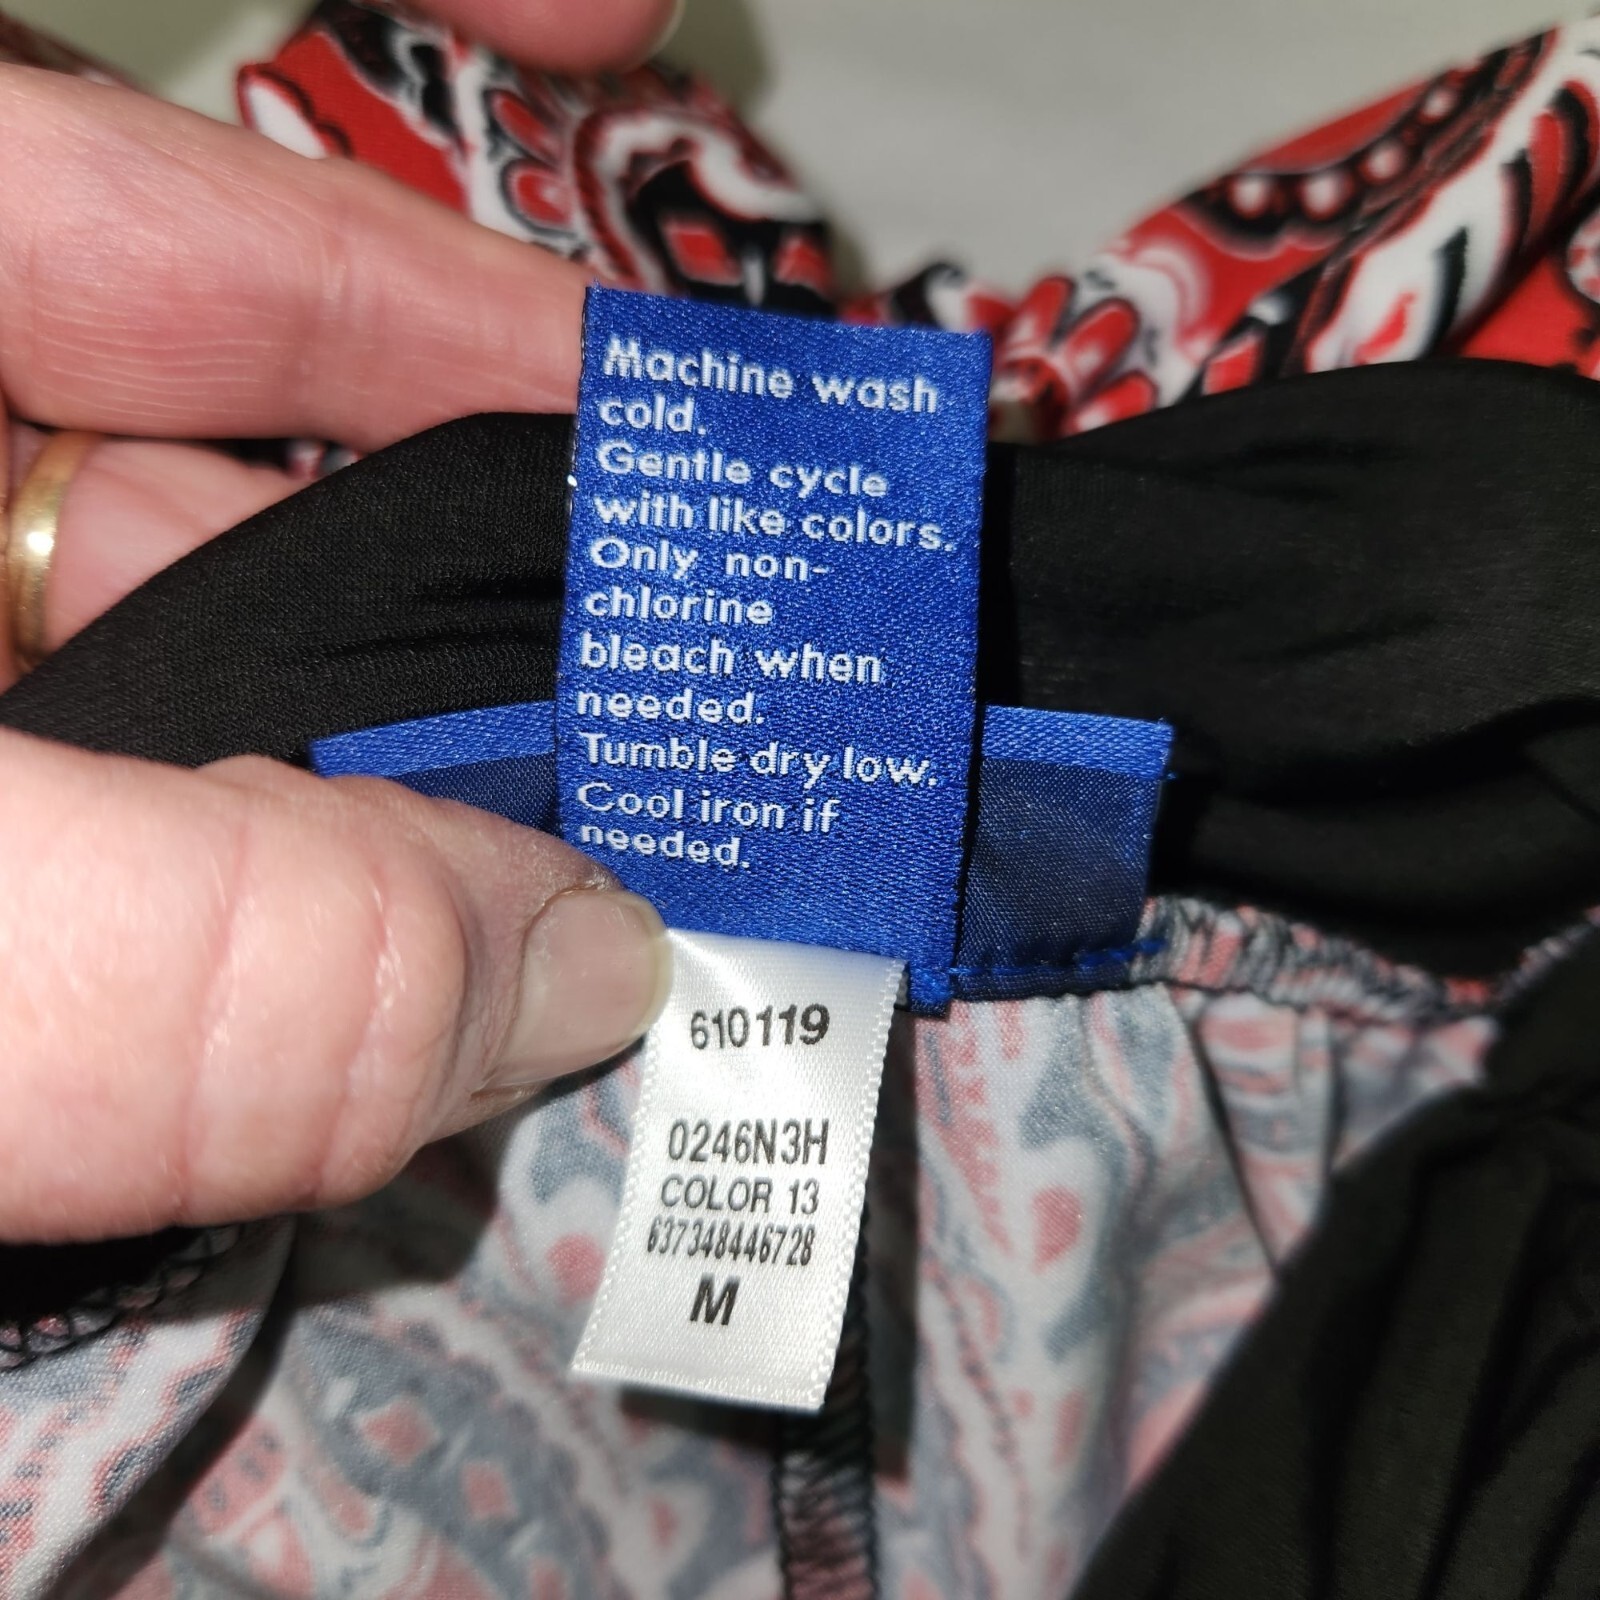 Machine wash
cold.
Gentle cycle
with like colors.
Only non-
chlorine
bleach when
needed.
Tumble dry low.
Cool iron if
needed.
610119
0246N3H
COLOR 13
637348446728
M